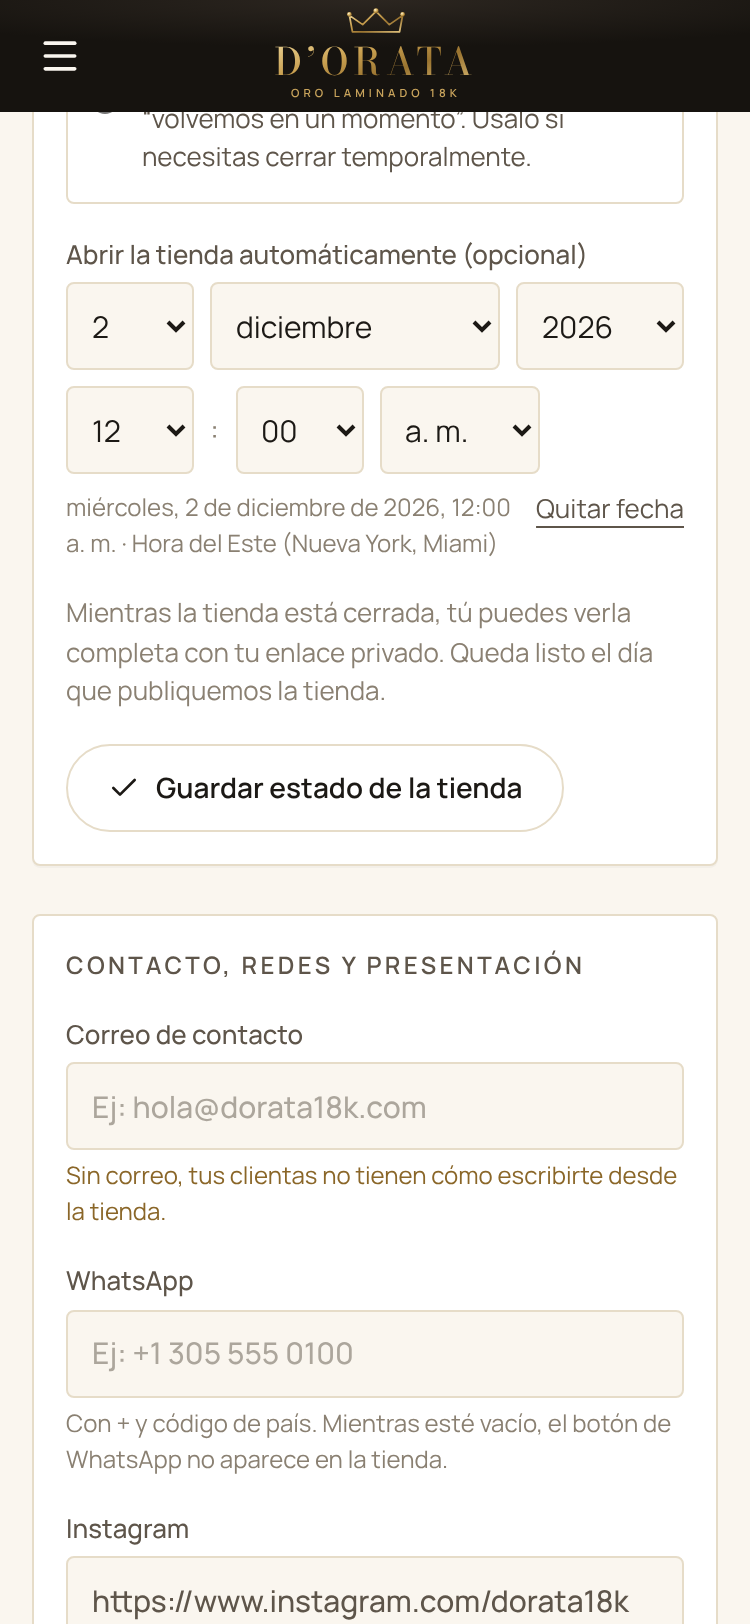 D'ORATA
ORO LAMINADO 18K
"volvemos en un momento". Úsalo si
necesitas cerrar temporalmente.
Abrir la tienda automáticamente (opcional)
2 diciembre 2026
12 : 00 a. m.
miércoles, 2 de diciembre de 2026, 12:00 Quitar fecha
a. m. · Hora del Este (Nueva York, Miami)
Mientras la tienda está cerrada, tú puedes verla
completa con tu enlace privado. Queda listo el día
que publiquemos la tienda.
Guardar estado de la tienda
CONTACTO, REDES Y PRESENTACIÓN
Correo de contacto
Ej: hola@dorata18k.com
Sin correo, tus clientas no tienen cómo escribirte desde
la tienda.
WhatsApp
Ej: +1 305 555 0100
Con + y código de país. Mientras esté vacío, el botón de
WhatsApp no aparece en la tienda.
Instagram
https://www.instagram.com/dorata18k